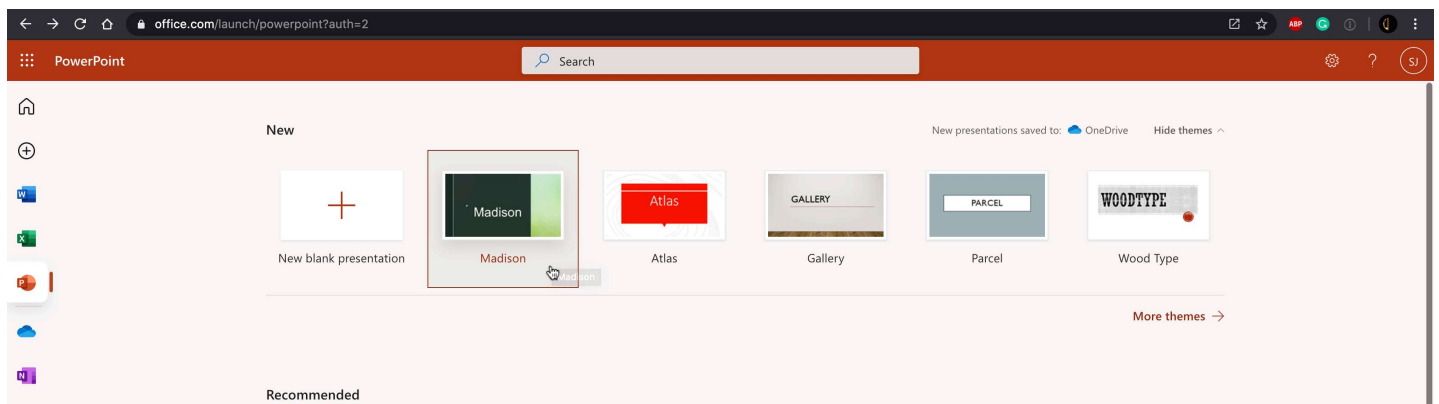 office.com/launch/powerpoint?auth=2
ABP
PowerPoint
Search
SJ
New
New presentations saved to: OneDrive Hide themes
Madison
Atlas
GALLERY
PARCEL
WOODTYPE
New blank presentation
Madison
Atlas
Gallery
Parcel
Wood Type
Madison
More themes
Recommended